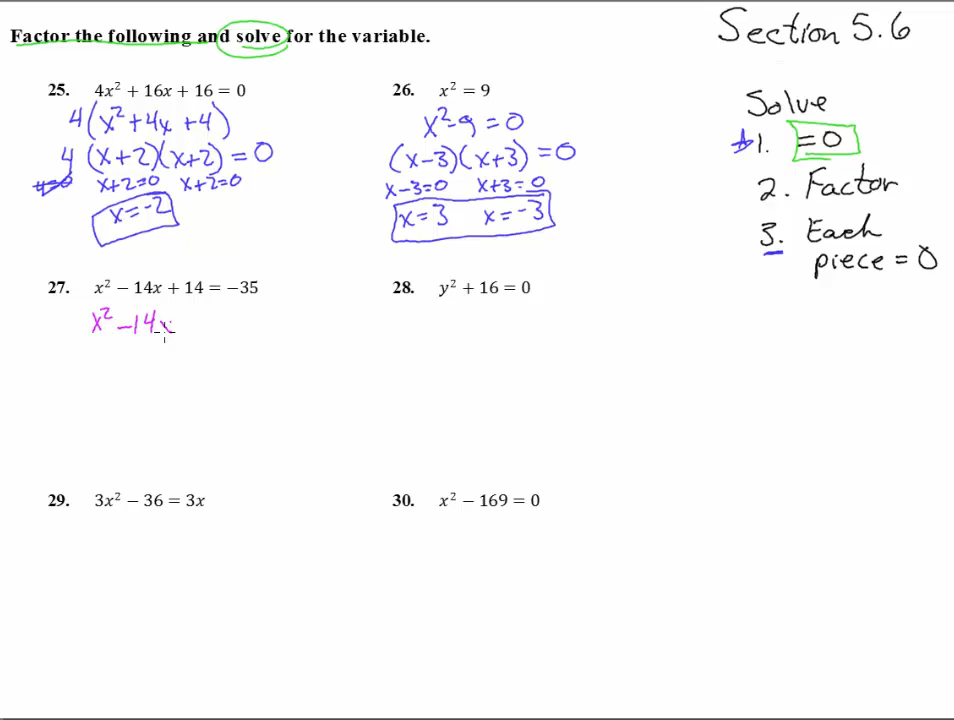 Factor the following and solve for the variable.
Section 5.6
25. 4x² + 16x + 16 = 0
4(x²+4x+4)
4(x+2)(x+2)=0
4=0 x+2=0 x+2=0
x=-2
26. x² = 9
x²-9=0
(x-3)(x+3)=0
x-3=0 x+3=0
x=3 x=-3
Solve
1. =0
2. Factor
3. Each
piece=0
27. x² − 14x + 14 = −35
x²-14x
28. y² + 16 = 0
29. 3x² − 36 = 3x
30. x² − 169 = 0